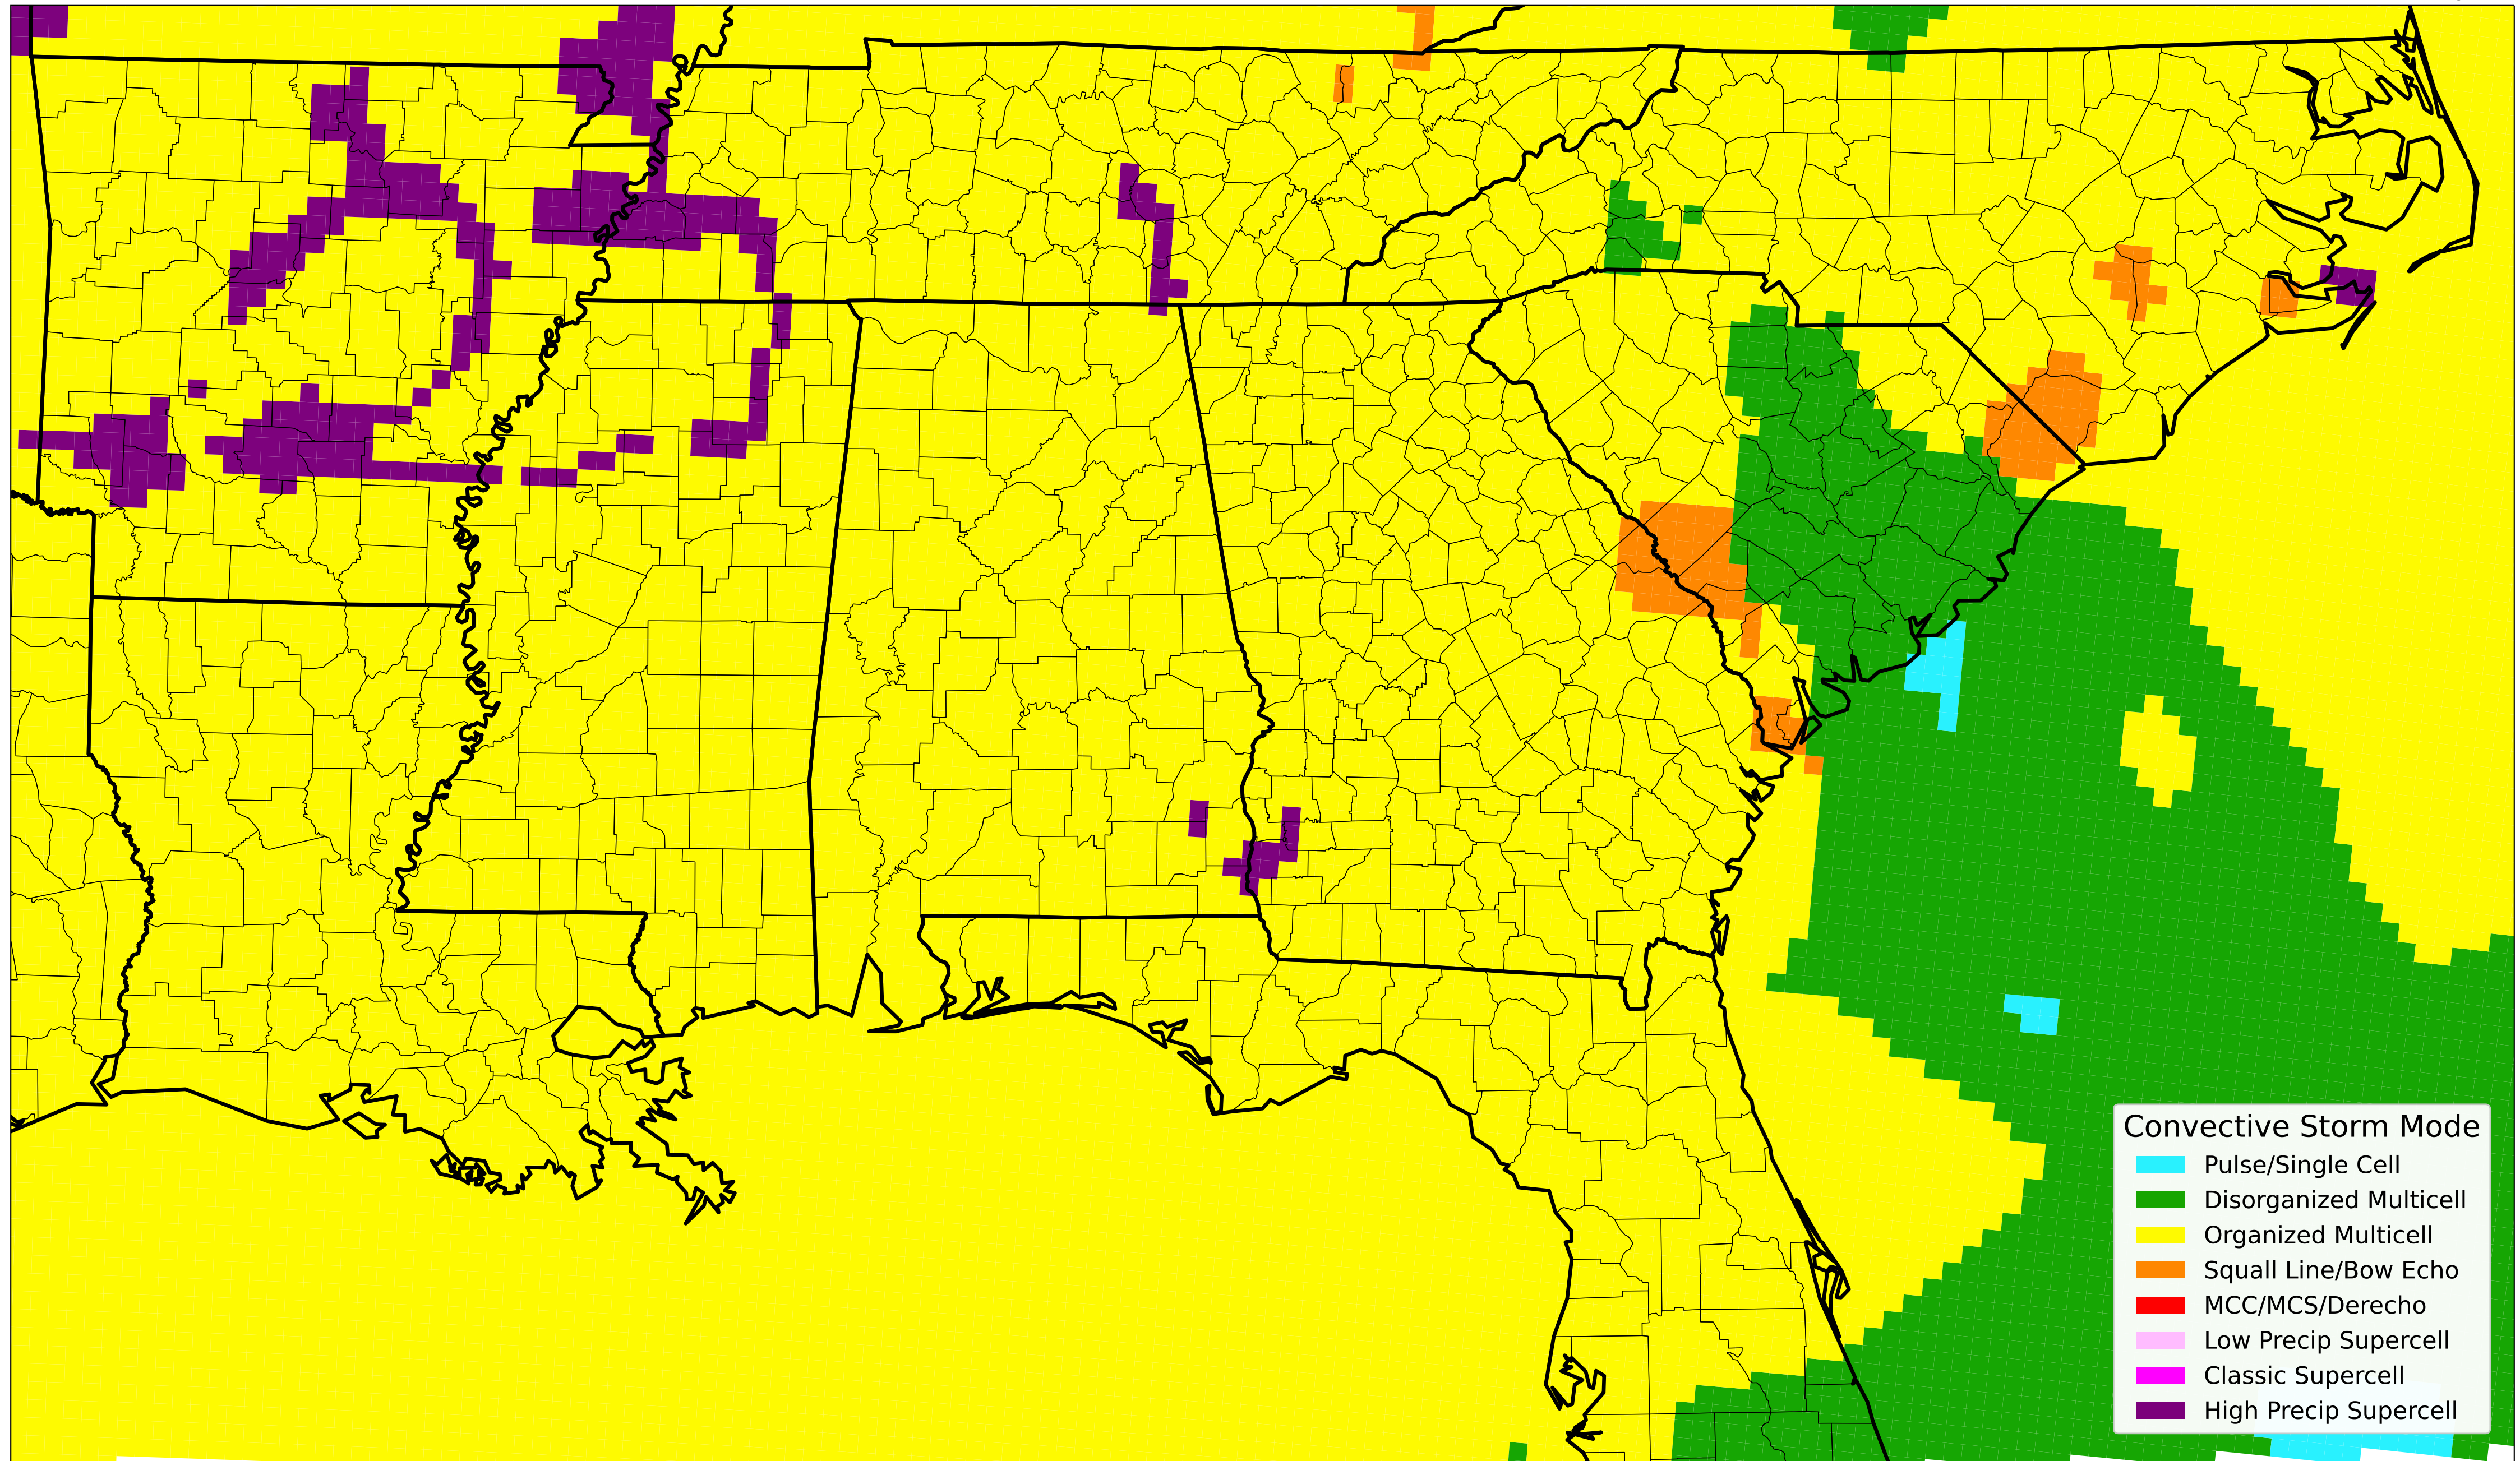 Convective Storm Mode
Pulse/Single Cell
Disorganized Multicell
Organized Multicell
Squall Line/Bow Echo
MCC/MCS/Derecho
Low Precip Supercell
Classic Supercell
High Precip Supercell